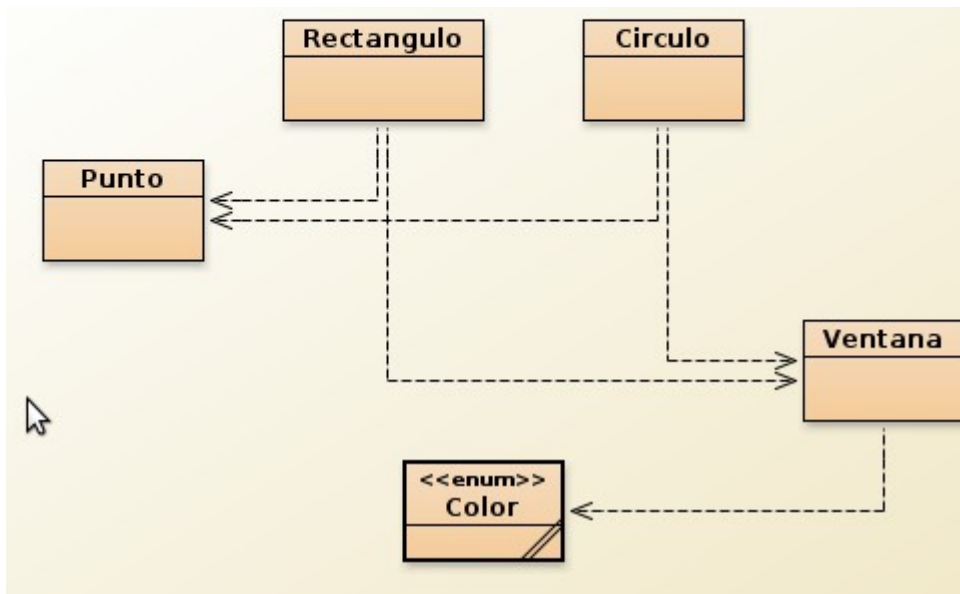 Rectangulo
Circulo
Punto
Ventana
<<enum>>
Color